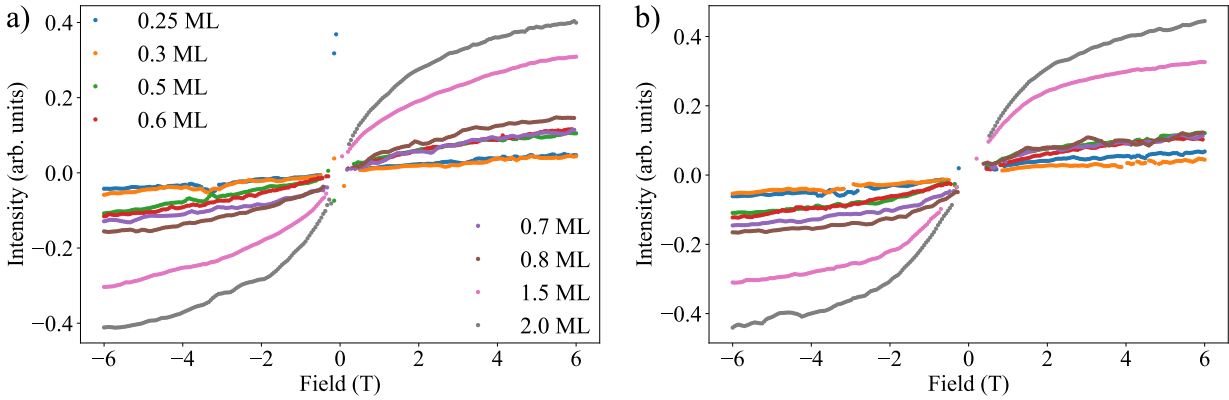 a)
0.25 ML
0.3 ML
0.5 ML
0.6 ML
0.7 ML
0.8 ML
1.5 ML
2.0 ML
Intensity (arb. units)
0.4
0.2
0.0
−0.2
−0.4
−6 −4 −2 0 2 4 6
Field (T)
b)
Intensity (arb. units)
0.4
0.2
0.0
−0.2
−0.4
−6 −4 −2 0 2 4 6
Field (T)